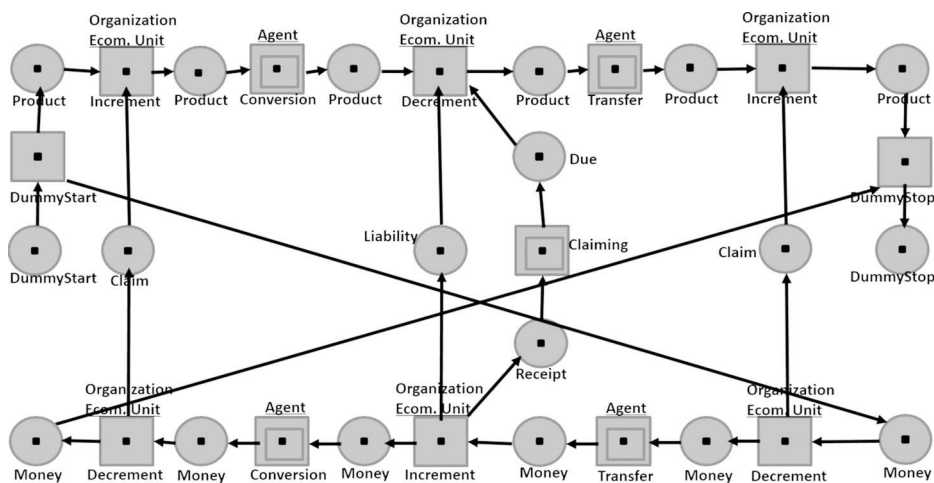 Organization
Ecom. Unit
Agent
Organization
Ecom. Unit
Agent
Organization
Ecom. Unit
Product
Increment
Product
Conversion
Product
Decrement
Product
Transfer
Product
Increment
Product
Due
DummyStart
DummyStop
Liability
Claiming
Claim
DummyStart
Claim
DummyStop
Receipt
Organization
Ecom. Unit
Agent
Organization
Ecom. Unit
Agent
Organization
Ecom. Unit
Money
Decrement
Money
Conversion
Money
Increment
Money
Transfer
Money
Decrement
Money